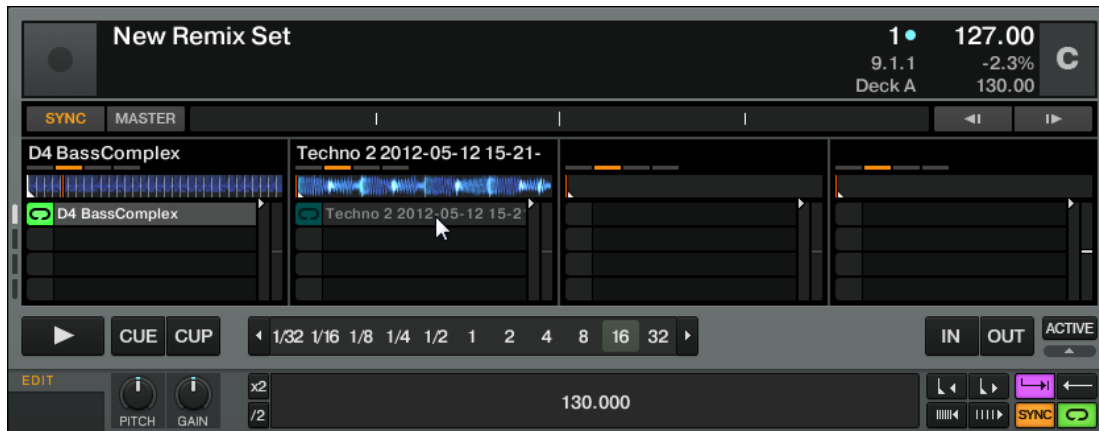 New Remix Set
1 127.00
9.1.1 -2.3%
Deck A 130.00
C
SYNC MASTER
D4 BassComplex
Techno 2 2012-05-12 15-21-
D4 BassComplex
Techno 2 2012-05-12 15-2
CUE CUP 1/32 1/16 1/8 1/4 1/2 1 2 4 8 16 32 IN OUT ACTIVE
EDIT
PITCH GAIN
x2
/2
130.000
SYNC